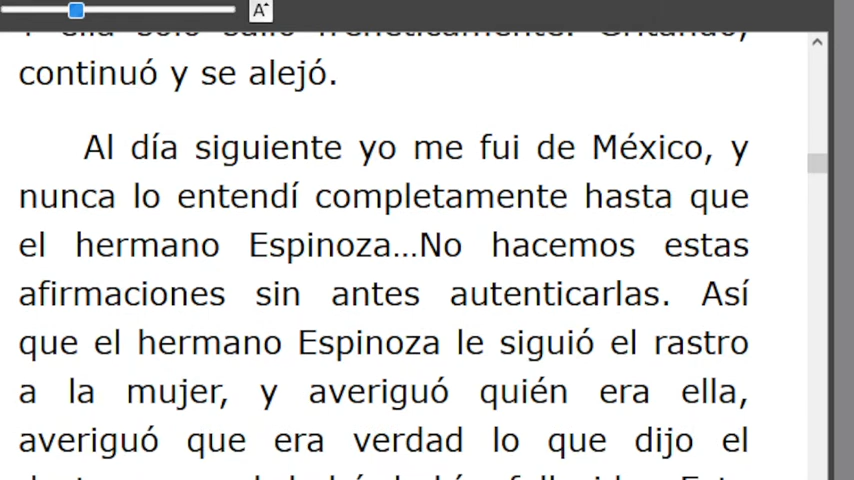 continuó y se alejó.
Al día siguiente yo me fui de México, y
nunca lo entendí completamente hasta que
el hermano Espinoza...No hacemos estas
afirmaciones sin antes autenticarlas. Así
que el hermano Espinoza le siguió el rastro
a la mujer, y averiguó quién era ella,
averiguó que era verdad lo que dijo el